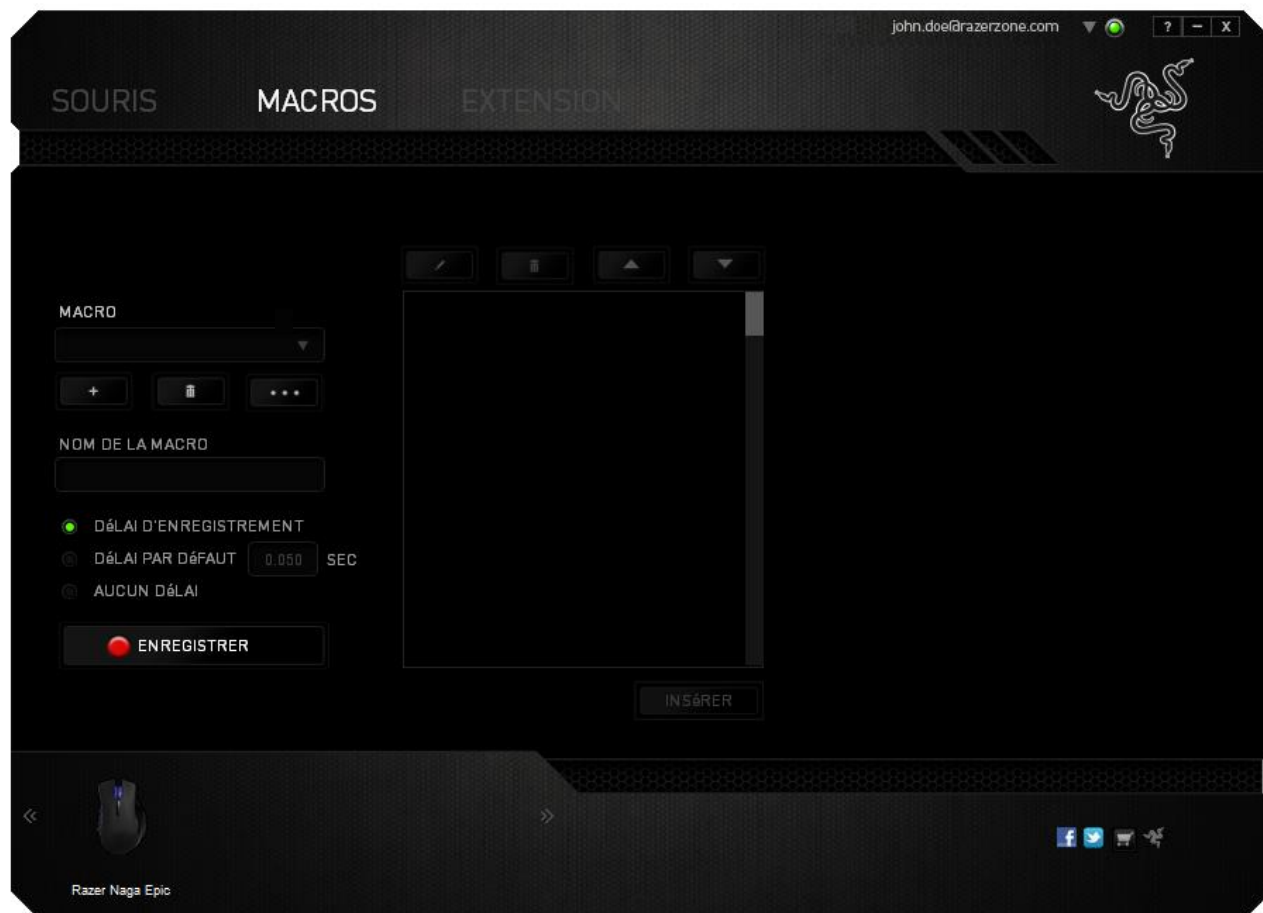 john.doe@razerzone.com
? – X
SOURIS MACROS EXTENSION
MACRO
NOM DE LA MACRO
DéLAI D'ENREGISTREMENT
DéLAI PAR DéFAUT 0.050 SEC
AUCUN DéLAI
ENREGISTRER
INSéRER
Razer Naga Epic